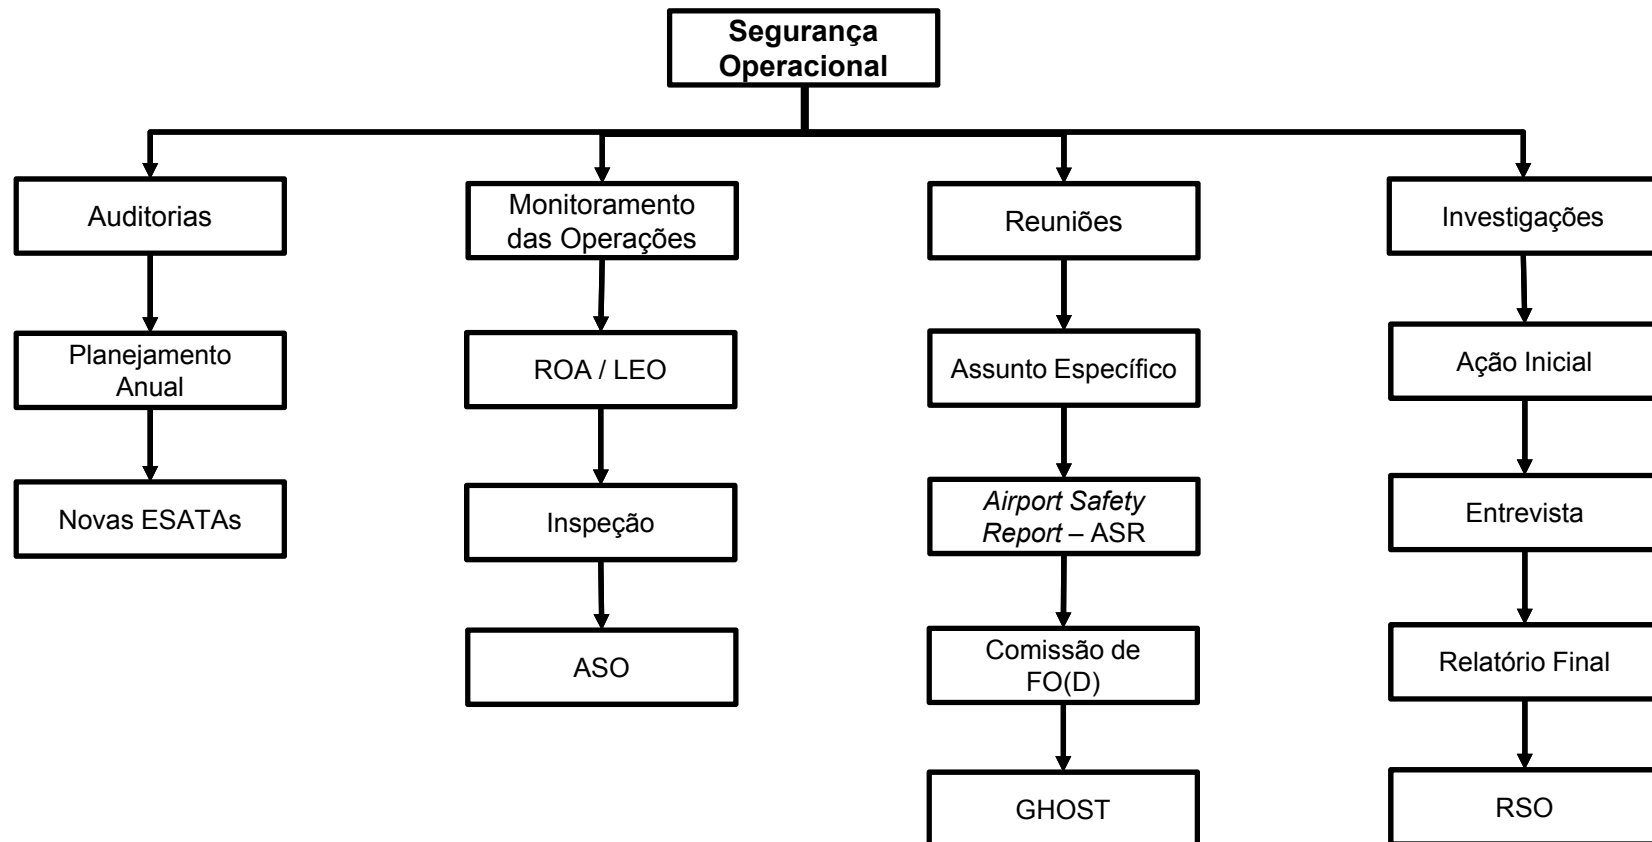 Segurança
Operacional
Auditorias
Monitoramento
das Operações
Reuniões
Investigações
Planejamento
Anual
ROA / LEO
Assunto Específico
Ação Inicial
Novas ESATAs
Inspeção
Airport Safety
Report – ASR
Entrevista
ASO
Comissão de
FO(D)
Relatório Final
GHOST
RSO